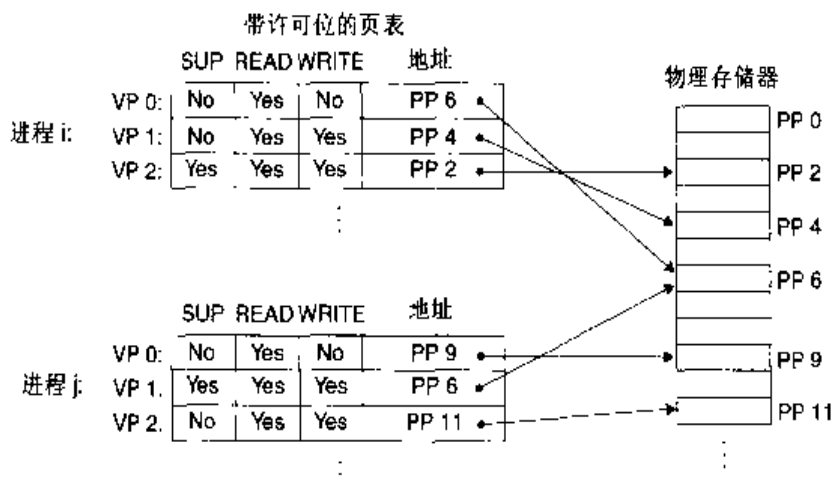 带许可位的页表
SUP READ WRITE 地址
物理存储器
进程 i:
VP 0: No Yes No PP 6
VP 1: No Yes Yes PP 4
VP 2: Yes Yes Yes PP 2
PP 0
PP 2
PP 4
PP 6
PP 9
PP 11
SUP READ WRITE 地址
进程 j:
VP 0: No Yes No PP 9
VP 1. Yes Yes Yes PP 6
VP 2. No Yes Yes PP 11